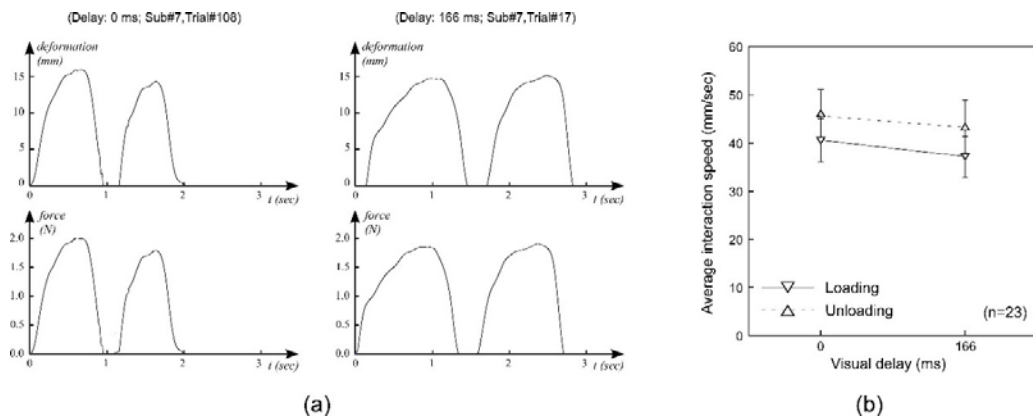 (a)
(Delay: 0 ms; Sub#7,Trial#108)
deformation
(mm)
15
10
5
0
0
1
2
3
t (sec)
(Delay: 166 ms; Sub#7,Trial#17)
deformation
(mm)
15
10
5
0
0
1
2
3
t (sec)
force
(N)
2.0
1.5
1.0
0.5
0.0
0
1
2
3
t (sec)
force
(N)
2.0
1.5
1.0
0.5
0.0
0
1
2
3
t (sec)
(a)
(b)
Average interaction speed (mm/sec)
60
50
40
30
20
10
0
Loading
Unloading
(n=23)
0
166
Visual delay (ms)
(b)